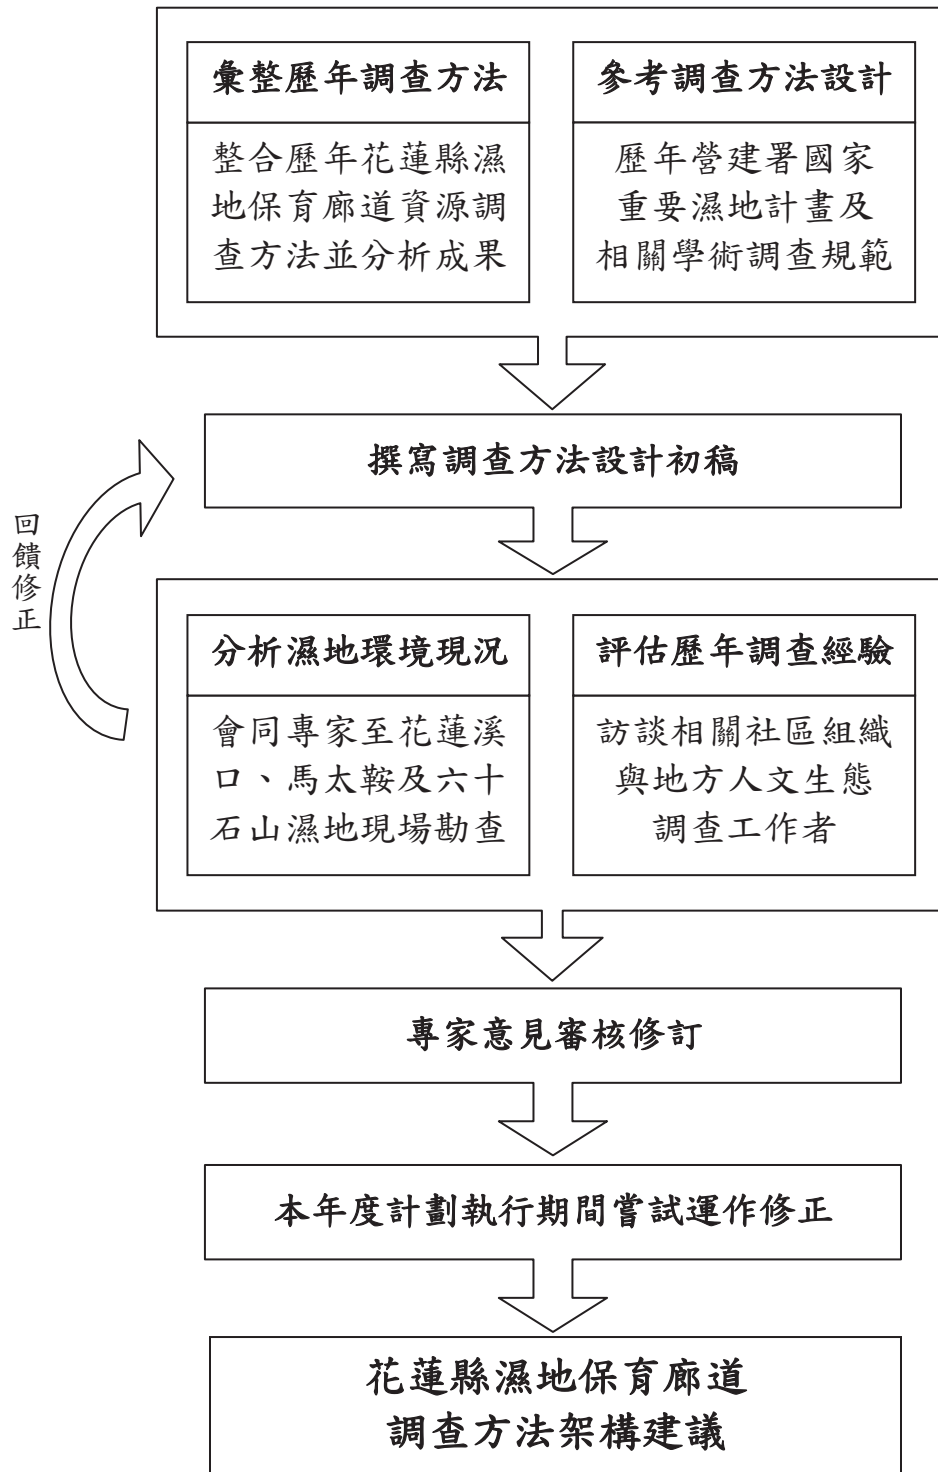 彙整歷年調查方法
整合歷年花蓮縣濕
地保育廊道資源調
查方法並分析成果
參考調查方法設計
歷年營建署國家
重要濕地計畫及
相關學術調查規範
撰寫調查方法設計初稿
回饋修正
分析濕地環境現況
會同專家至花蓮溪
口、馬太鞍及六十
石山濕地現場勘查
評估歷年調查經驗
訪談相關社區組織
與地方人文生態
調查工作者
專家意見審核修訂
本年度計劃執行期間嘗試運作修正
花蓮縣濕地保育廊道
調查方法架構建議